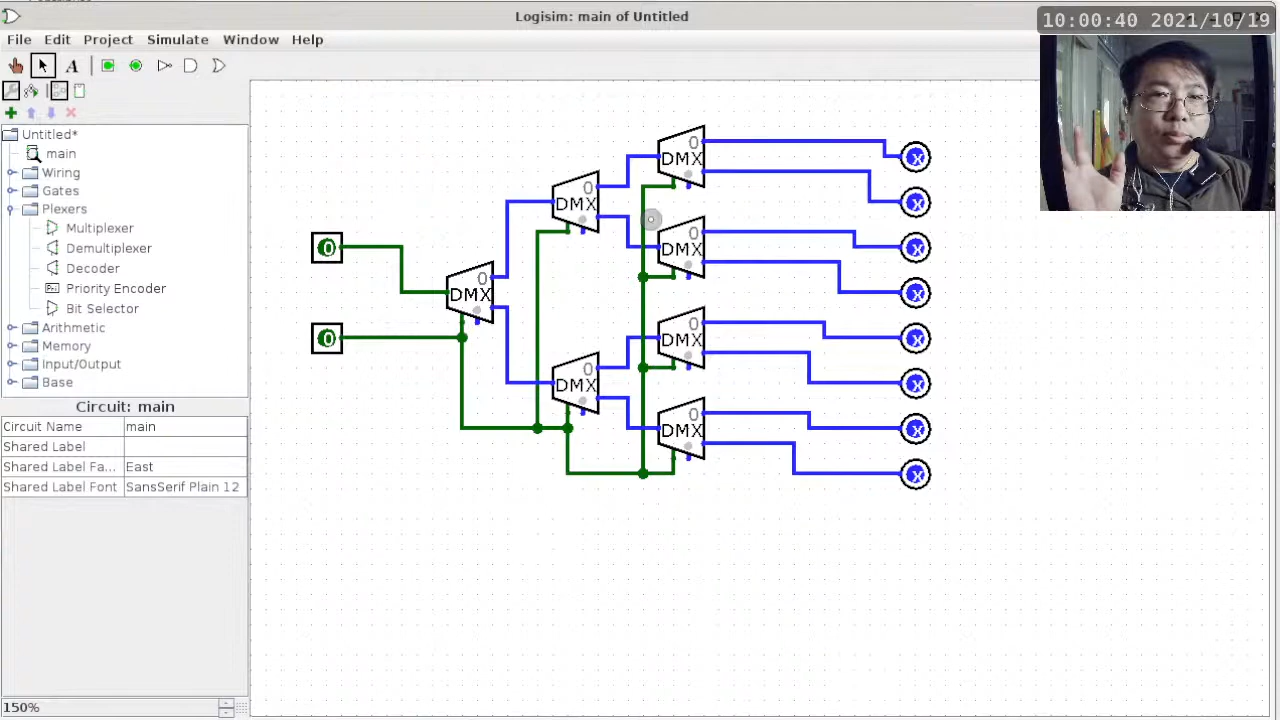 Logisim: main of Untitled
10:00:40 2021/10/19
File Edit Project Simulate Window Help
A
Untitled*
main
Wiring
Gates
Plexers
Multiplexer
Demultiplexer
Decoder
Priority Encoder
Bit Selector
Arithmetic
Memory
Input/Output
Base
Circuit: main
Circuit Name main
Shared Label
Shared Label Fa... East
Shared Label Font SansSerif Plain 12
150%
0
DMX
x
0
DMX
x
0
0
DMX
x
0
DMX
x
0
0
DMX
x
0
DMX
x
0
DMX
x
x